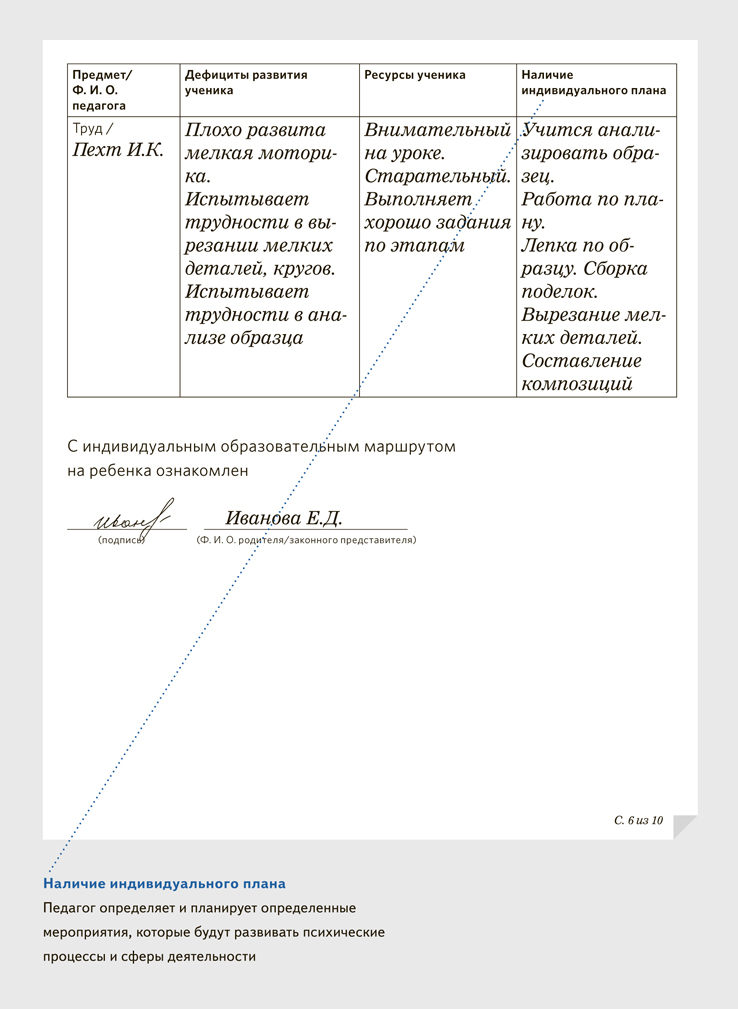 Предмет/
Ф. И. О.
педагога
Дефициты развития
ученика
Ресурсы ученика
Наличие
индивидуального плана
Труд /
Пехт И.К.
Плохо развита
мелкая мотори-
ка.
Испытывает
трудности в вы-
резании мелких
деталей, кругов.
Испытывает
трудности в ана-
лизе образца
Внимательный
на уроке.
Старательный.
Выполняет
хорошо задания
по этапам
Учится анали-
зировать обра-
зец.
Работа по пла-
ну.
Лепка по об-
разцу. Сборка
поделок.
Вырезание мел-
ких деталей.
Составление
композиций
С индивидуальным образовательным маршрутом
на ребенка ознакомлен
Иванов Иванова Е.Д.
(подпись) (Ф. И. О. родителя/законного представителя)
С. 6 из 10
Наличие индивидуального плана
Педагог определяет и планирует определенные
мероприятия, которые будут развивать психические
процессы и сферы деятельности